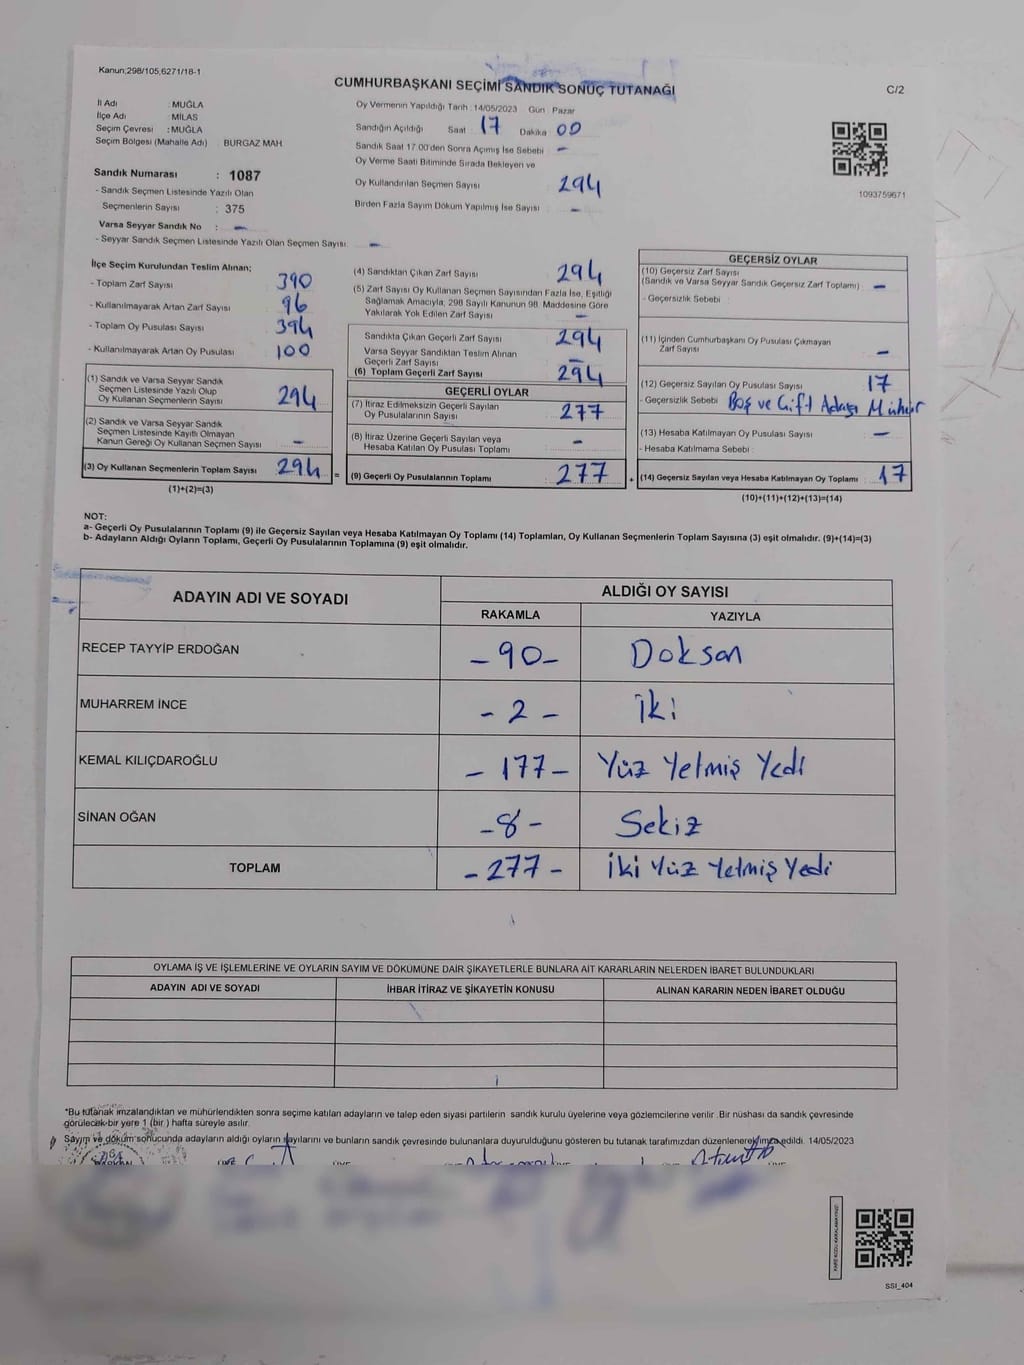 Kanun;298/105,6271/18-1
CUMHURBAŞKANI SEÇİMİ SANDIK SONUÇ TUTANAĞI
C/2
İl Adı : MUĞLA
İlçe Adı : MİLAS
Seçim Çevresi : MUĞLA
Seçim Bölgesi (Mahalle Adı) : BURGAZ MAH
Oy Vermenin Yapıldığı Tarih : 14/05/2023 Gün : Pazar
Sandığın Açıldığı Saat 17 Dakika 00
Sandık Saat 17.00'den Sonra Açımış İse Sebebi : -
Oy Verme Saati Bitiminde Sırada Bekleyen ve
Oy Kullandırılan Seçmen Sayısı 294
Birden Fazla Sayım Döküm Yapılmış İse Sayısı : -
1093759671
Sandık Numarası : 1087
- Sandık Seçmen Listesinde Yazılı Olan
Seçmenlerin Sayısı : 375
Varsa Seyyar Sandık No : -
- Seyyar Sandık Seçmen Listesinde Yazılı Olan Seçmen Sayısı: -
İlçe Seçim Kurulundan Teslim Alınan;
- Toplam Zarf Sayısı : 390
- Kullanılmayarak Artan Zarf Sayısı : 96
- Toplam Oy Pusulası Sayısı : 394
- Kullanılmayarak Artan Oy Pusulası : 100
(1) Sandık ve Varsa Seyyar Sandık
Seçmen Listesinde Yazılı Olup
Oy Kullanan Seçmenlerin Sayısı : 294
(2) Sandık ve Varsa Seyyar Sandık
Seçmen Listesinde Kayıtlı Olmayan
Kanun Gereği Oy Kullanan Seçmen Sayısı : -
(3) Oy Kullanan Seçmenlerin Toplam Sayısı : 294 =
(1)+(2)=(3)
(4) Sandıktan Çıkan Zarf Sayısı : 294
(5) Zarf Sayısı Oy Kullanan Seçmen Sayısından Fazla İse, Eşitliği
Sağlamak Amacıyla, 298 Sayılı Kanunun 98. Maddesine Göre
Yakılarak Yok Edilen Zarf Sayısı : -
Sandıkta Çıkan Geçerli Zarf Sayısı : 294
Varsa Seyyar Sandıktan Teslim Alınan
Geçerli Zarf Sayısı : -
(6) Toplam Geçerli Zarf Sayısı : 294
GEÇERLİ OYLAR
(7) İtiraz Edilmeksizin Geçerli Sayılan
Oy Pusulalarının Sayısı : 277
(8) İtiraz Üzerine Geçerli Sayılan veya
Hesaba Katılan Oy Pusulası Toplamı : -
(9) Geçerli Oy Pusulalarının Toplamı : 277 +
GEÇERSİZ OYLAR
(10) Geçersiz Zarf Sayısı
(Sandık ve Varsa Seyyar Sandık Geçersiz Zarf Toplamı) : -
- Geçersizlik Sebebi :
(11) İçinden Cumhurbaşkanı Oy Pusulası Çıkmayan
Zarf Sayısı : -
(12) Geçersiz Sayılan Oy Pusulası Sayısı : 17
- Geçersizlik Sebebi : Boş ve Çift Adaya Mühür
(13) Hesaba Katılmayan Oy Pusulası Sayısı : -
- Hesaba Katılmama Sebebi :
(14) Geçersiz Sayılan veya Hesaba Katılmayan Oy Toplamı : 17
(10)+(11)+(12)+(13)=(14)
NOT:
a- Geçerli Oy Pusulalarının Toplamı (9) ile Geçersiz Sayılan veya Hesaba Katılmayan Oy Toplamı (14) Toplamları, Oy Kullanan Seçmenlerin Toplam Sayısına (3) eşit olmalıdır. (9)+(14)=(3)
b- Adayların Aldığı Oyların Toplamı, Geçerli Oy Pusulalarının Toplamına (9) eşit olmalıdır.
ADAYIN ADI VE SOYADI
ALDIĞI OY SAYISI
RAKAMLA YAZIYLA
RECEP TAYYİP ERDOĞAN -90- Doksan
MUHARREM İNCE -2- İki
KEMAL KILIÇDAROĞLU -177- Yüz Yetmiş Yedi
SİNAN OĞAN -8- Sekiz
TOPLAM -277- İki Yüz Yetmiş Yedi
OYLAMA İŞ VE İŞLEMLERİNE VE OYLARIN SAYIM VE DÖKÜMÜNE DAİR ŞİKAYETLERLE BUNLARA AİT KARARLARIN NELERDEN İBARET BULUNDUKLARI
ADAYIN ADI VE SOYADI İHBAR İTİRAZ VE ŞİKAYETİN KONUSU ALINAN KARARIN NEDEN İBARET OLDUĞU
*Bu tutanak imzalandıktan ve mühürlendikten sonra seçime katılan adayların ve talep eden siyasi partilerin sandık kurulu üyelerine veya gözlemcilerine verilir .Bir nüshası da sandık çevresinde
görülecek bir yere 1 (bir ) hafta süreyle asılır.
Sayım ve döküm sonucunda adayların aldığı oyların sayılarını ve bunların sandık çevresinde bulunanlara duyurulduğunu gösteren bu tutanak tarafımızdan düzenlenerek imza edildi. 14/05/2023
SSI_404